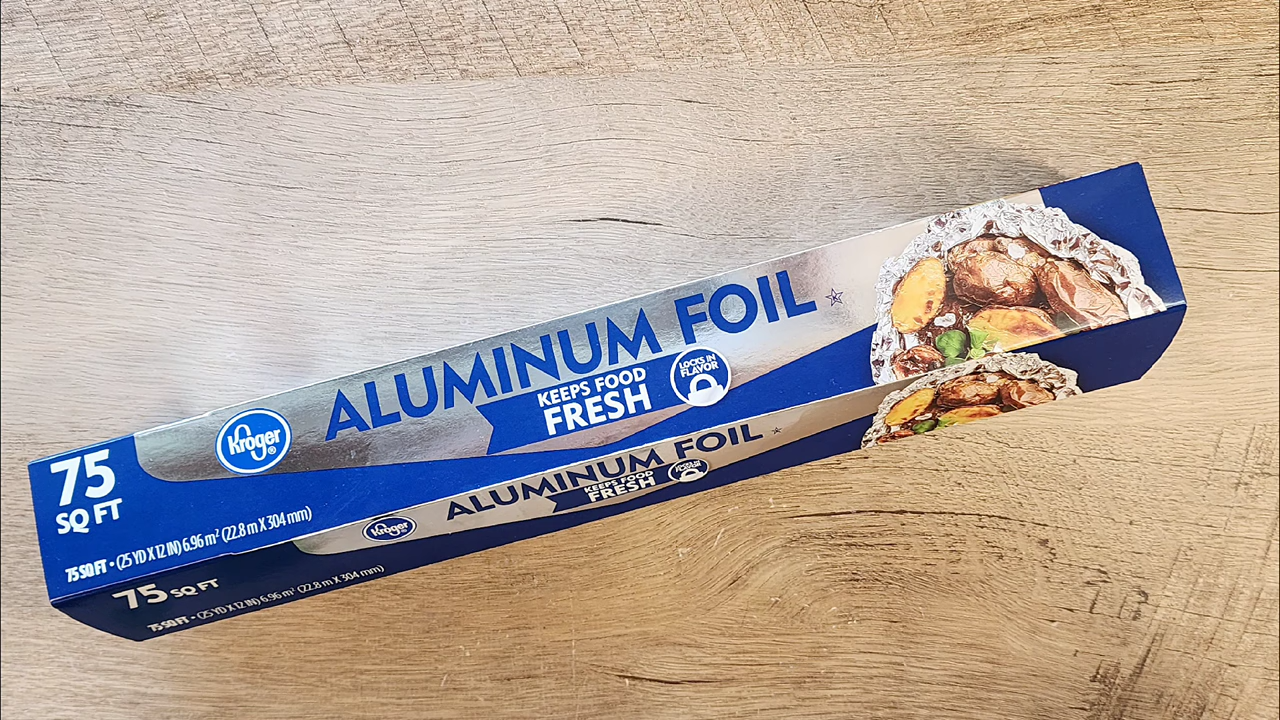 ALUMINUM FOIL
KEEPS FOOD
FRESH
LOCKS IN
FLAVOR
Kroger®
75
SQ FT
75 SQ FT • (25 YD X 12 IN) 6.96 m² (22.8 m X 304 mm)
ALUMINUM FOIL
KEEPS FOOD
FRESH
Kroger
75 SQ FT
75 SQ FT • (25 YD X 12 IN) 6.96 m² (22.8 m X 304 mm)